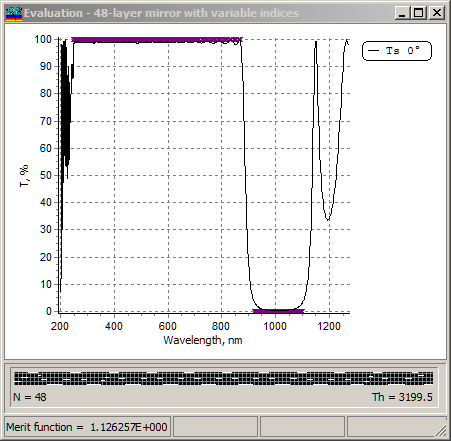 Evaluation - 48-layer mirror with variable indices
Ts 0°
100
90
80
70
60
50
40
30
20
10
0
T, %
200 400 600 800 1000 1200
Wavelength, nm
N = 48 Th = 3199.5
Merit function = 1.126257E+000